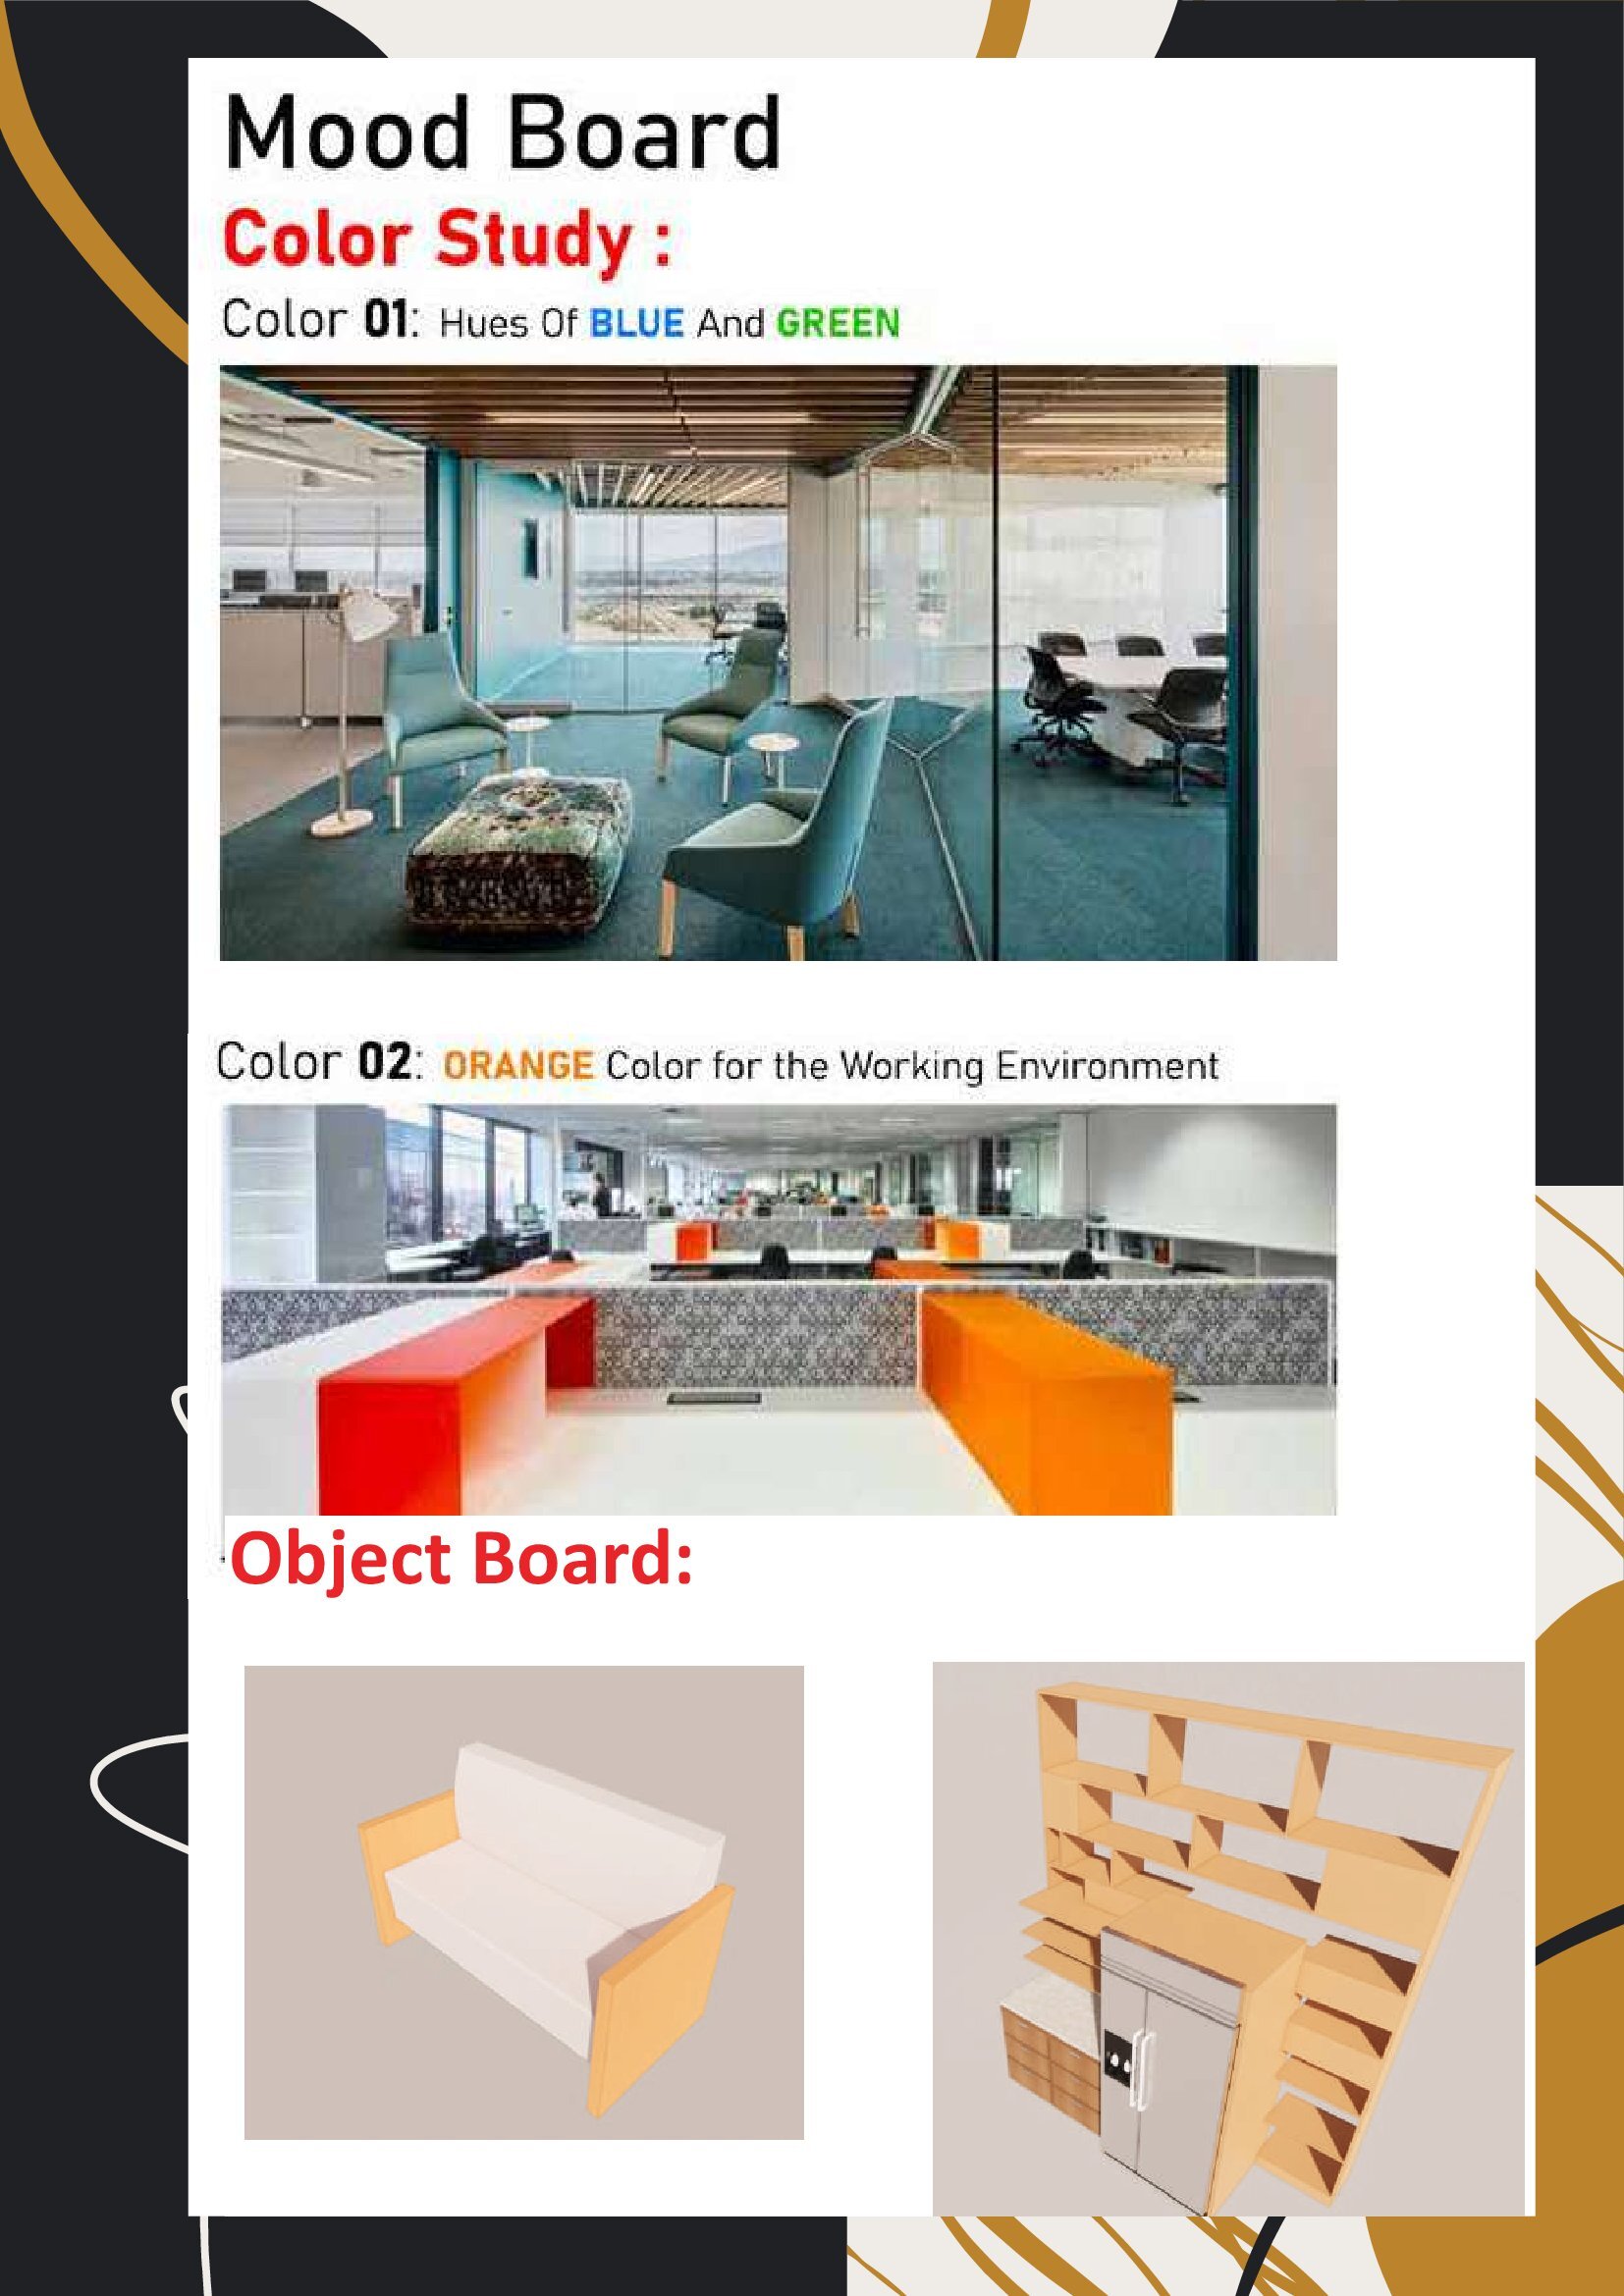 Mood Board
Color Study :
Color 01: Hues Of BLUE And GREEN
Color 02: ORANGE Color for the Working Environment
Object Board: